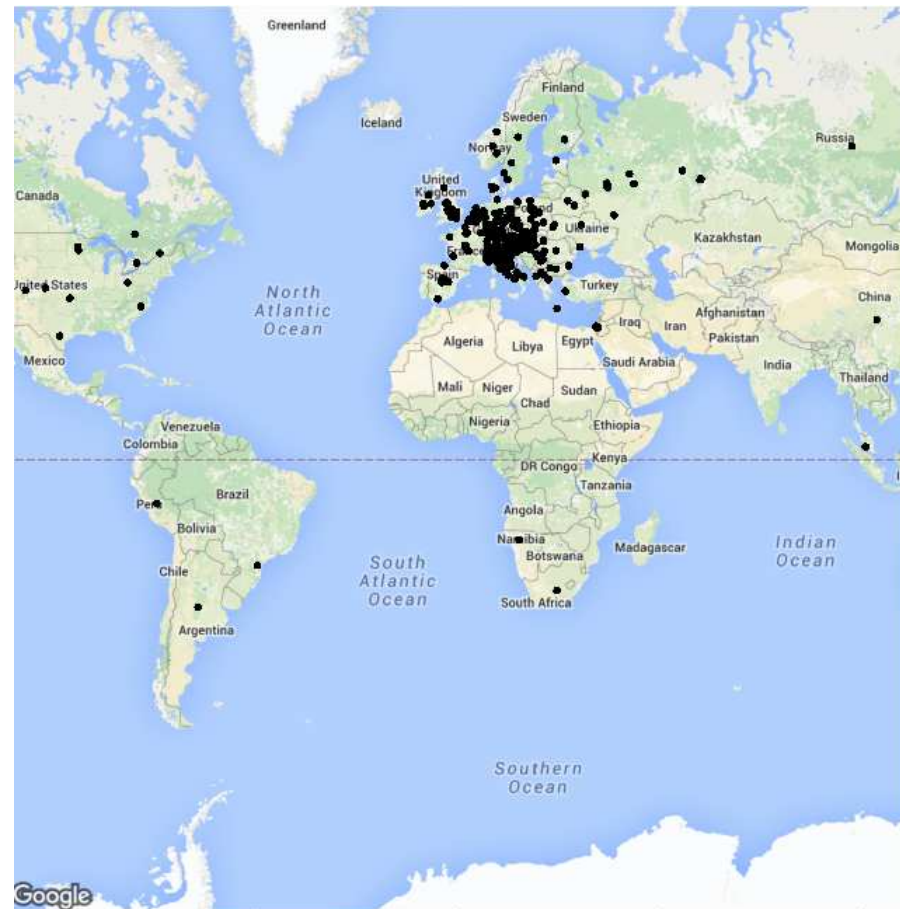 Greenland
Finland
Iceland
Sweden
Russia
Norway
United
Kingdom
Canada
Poland
Ukraine
Kazakhstan
France
Mongolia
Spain
United States
Turkey
North
Atlantic
Ocean
China
Afghanistan
Iraq
Iran
Algeria
Libya
Egypt
Pakistan
Mexico
Saudi Arabia
India
Thailand
Mali
Niger
Sudan
Chad
Nigeria
Ethiopia
Venezuela
Colombia
Kenya
DR Congo
Tanzania
Brazil
Peru
Angola
Bolivia
Namibia
Botswana
Madagascar
Indian
Ocean
Chile
South
Atlantic
Ocean
South Africa
Argentina
Southern
Ocean
Google